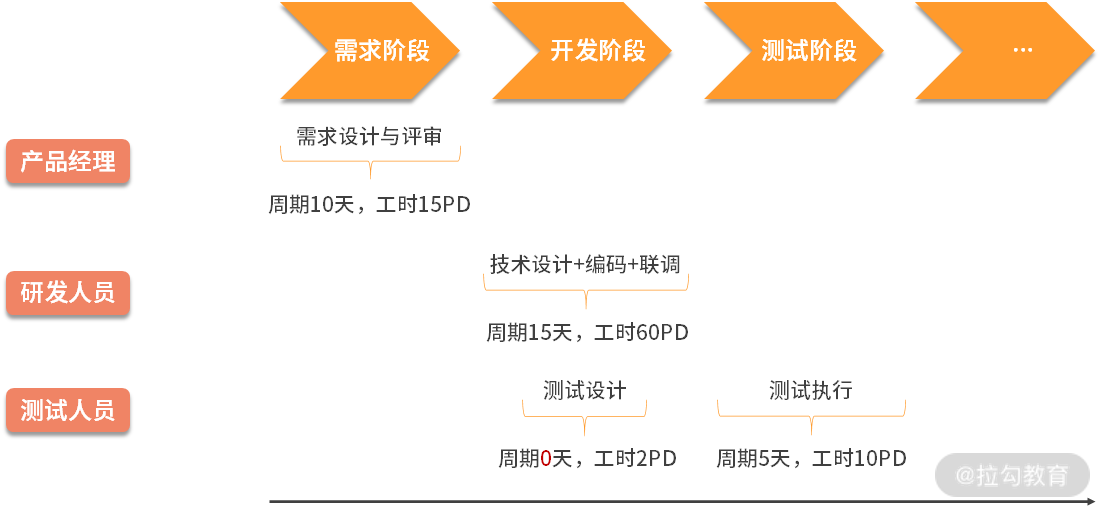 需求阶段
开发阶段
测试阶段
...
产品经理
需求设计与评审
周期10天，工时15PD
研发人员
技术设计+编码+联调
周期15天，工时60PD
测试人员
测试设计
测试执行
周期0天，工时2PD
周期5天，工时10PD
@拉勾教育